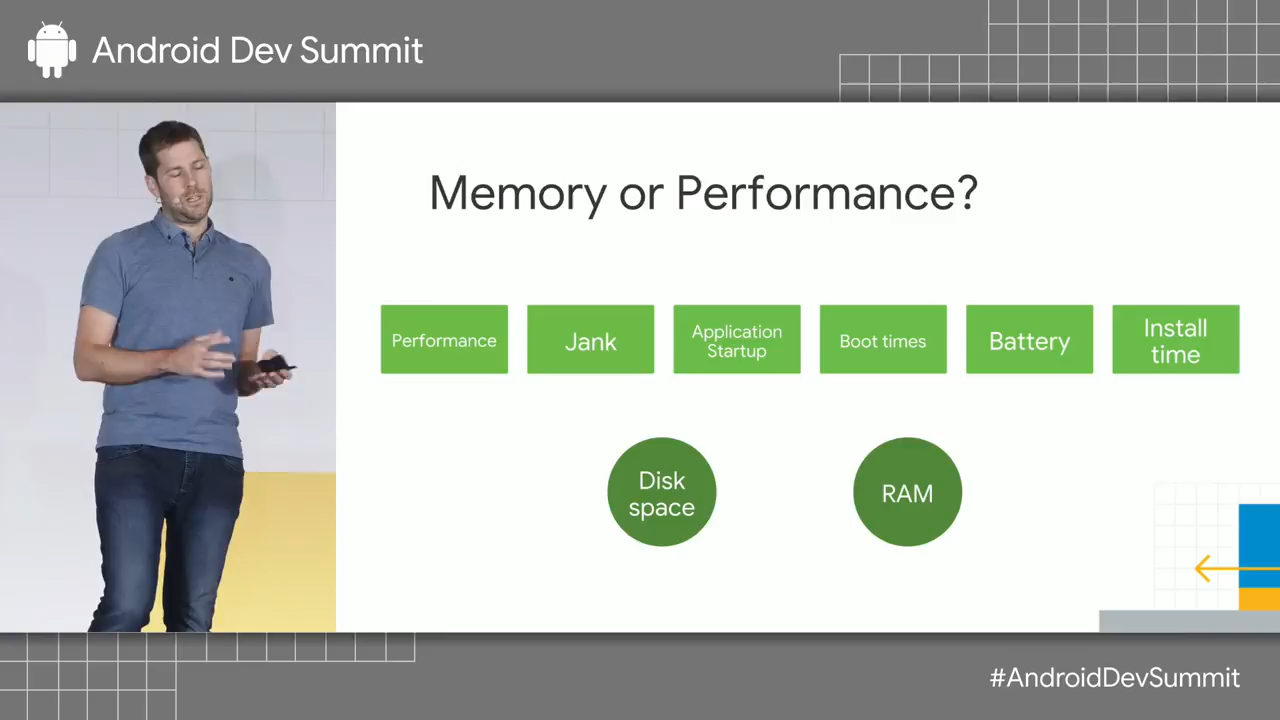 Android Dev Summit
Memory or Performance?
Performance
Jank
Application
Startup
Boot times
Battery
Install
time
Disk
space
RAM
#AndroidDevSummit